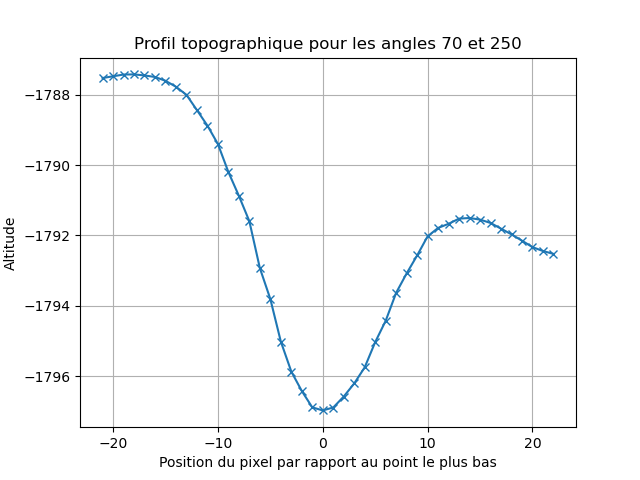 Profil topographique pour les angles 70 et 250
Altitude
−1788
−1790
−1792
−1794
−1796
−20 −10 0 10 20
Position du pixel par rapport au point le plus bas